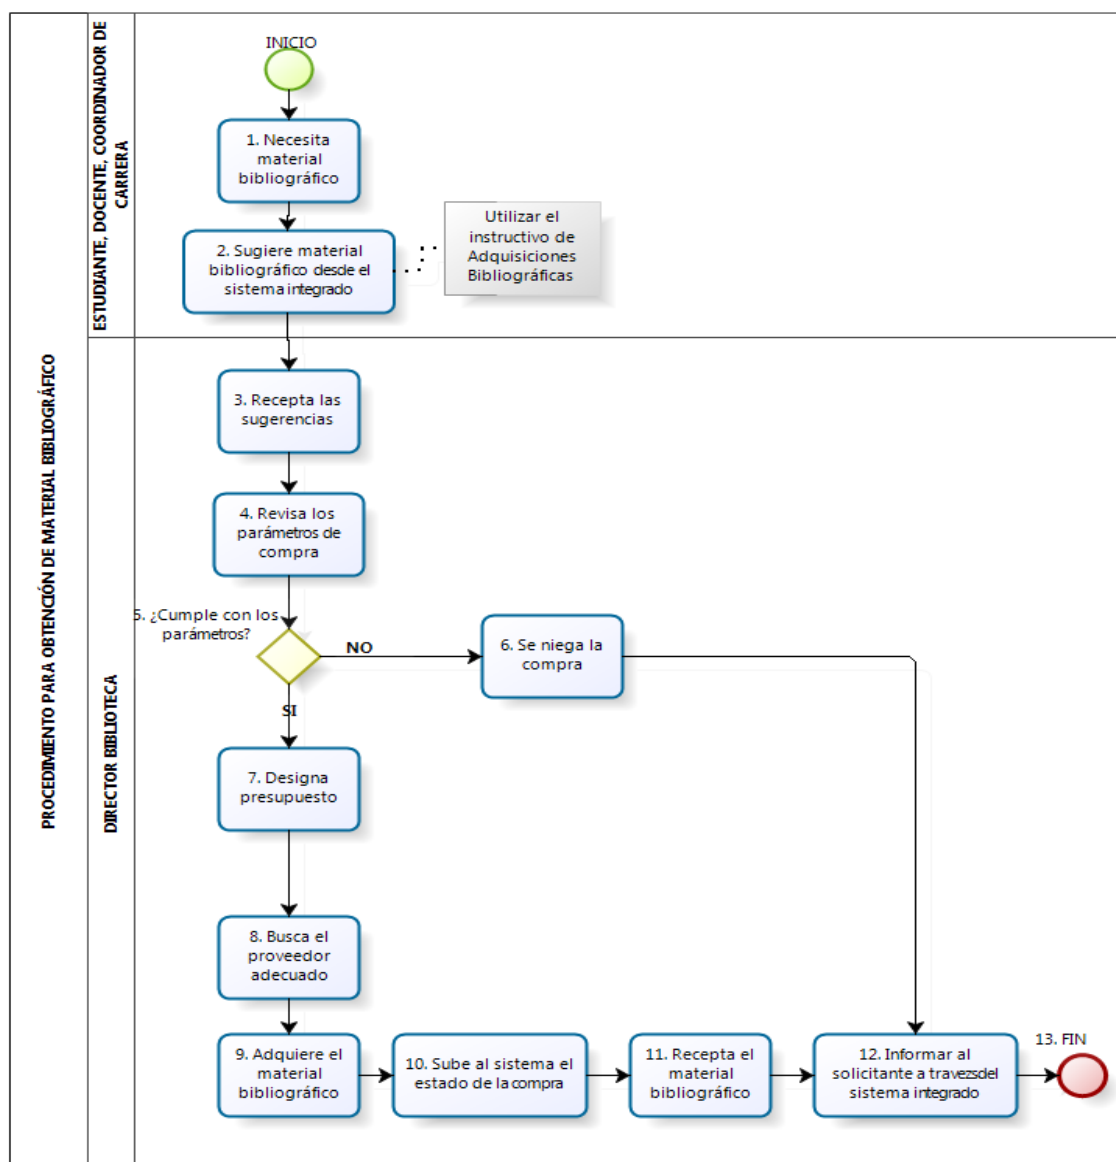 PROCEDIMIENTO PARA OBTENCIÓN DE MATERIAL BIBLIOGRÁFICO
ESTUDIANTE, DOCENTE, COORDINADOR DE
CARRERA
INICIO
1. Necesita
material
bibliográfico
2. Sugiere material
bibliográfico desde el
sistema integrado
Utilizar el
instructivo de
Adquisiciones
Bibliográficas
DIRECTOR BIBLIOTECA
3. Recepta las
sugerencias
4. Revisa los
parámetros de
compra
5. ¿Cumple con los
parámetros?
NO
6. Se niega la
compra
SI
7. Designa
presupuesto
8. Busca el
proveedor
adecuado
9. Adquiere el
material
bibliográfico
10. Sube al sistema el
estado de la compra
11. Recepta el
material
bibliográfico
12. Informar al
solicitante a travezsdel
sistema integrado
13. FIN